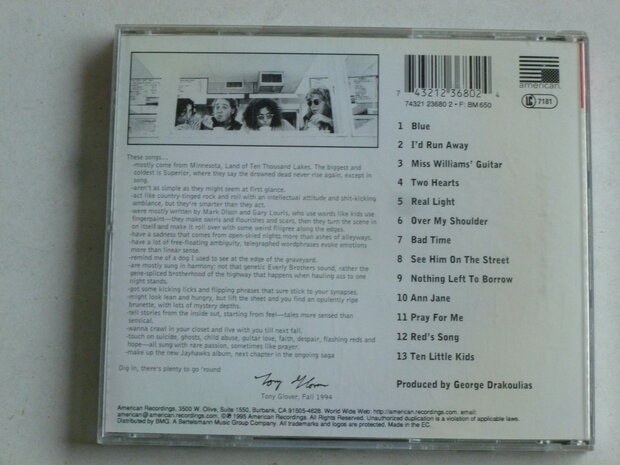 These songs...
-mostly come from Minnesota, Land of Ten Thousand Lakes. The biggest and
coldest is Superior, where they say the drowned dead never rise again, except in
song.
-aren't as simple as they might seem at first glance.
-act like country-tinged rock and roll with an intellectual attitude and shit-kicking
ambiance, but they're smarter than they act.
-were mostly written by Mark Olson and Gary Louris, who use words like kids use
fingerpaint—they make swirls and flourishes and scars, then they turn the scene in
on itself and make it roll over with some weird filigree along the edges.
-have a sadness that comes from open-skied nights more than ashes of alleyways.
-have a lot of free-floating ambiguity, telegraphed wordphrases evoke emotions
more than linear sense.
-remind me of a dog I used to see at the edge of the graveyard.
-are mostly sung in harmony: not that genetic Everly Brothers sound, rather the
gene-spliced brotherhood of the highway that happens when hauling ass to one
night stands.
-got some kicking licks and flipping phrases that sure stick to your synapses.
-might look lean and hungry, but lift the sheet and you find an opulently ripe
brunette, with lots of mystery depths.
-tell stories from the inside out, starting from feel—tales more sensed than
sensical.
-wanna crawl in your closet and live with you till next fall.
-touch on suicide, ghosts, child abuse, guitar love, faith, despair, flashing reds and
hope—all sung with rare passion, sometimes like prayer.
-make up the new Jayhawks album, next chapter in the ongoing saga
Dig in, there's plenty to go 'round
Tony Glover
Tony Glover, Fall 1994
7 43212 36802 4
74321 23680 2 • F: BM 650
american.
LC 7181
1 Blue
2 I'd Run Away
3 Miss Williams' Guitar
4 Two Hearts
5 Real Light
6 Over My Shoulder
7 Bad Time
8 See Him On The Street
9 Nothing Left To Borrow
10 Ann Jane
11 Pray For Me
12 Red's Song
13 Ten Little Kids
Produced by George Drakoulias
American Recordings, 3500 W. Olive, Suite 1550, Burbank, CA 91505-4628. World Wide Web: http://american.recordings.com. email:
american@american.recordings.com. ©℗ 1995 American Recordings. All Rights Reserved. Unauthorized duplication is a violation of applicable laws.
Distributed by BMG. A Bertelsmann Music Group Company. All trademarks and logos are protected. Made in the EC.